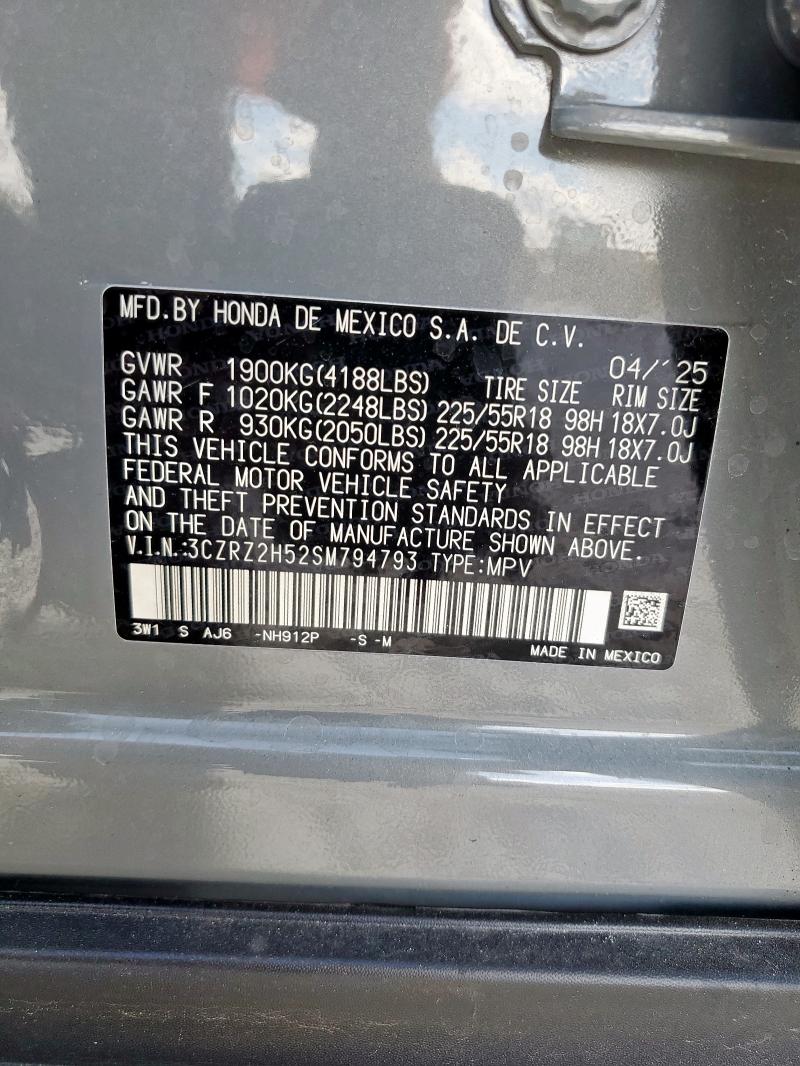 MFD.BY HONDA DE MEXICO S.A. DE C.V.
04/'25
GVWR 1900KG(4188LBS) TIRE SIZE RIM SIZE
GAWR F 1020KG(2248LBS) 225/55R18 98H 18X7.0J
GAWR R 930KG(2050LBS) 225/55R18 98H 18X7.0J
THIS VEHICLE CONFORMS TO ALL APPLICABLE
FEDERAL MOTOR VEHICLE SAFETY
AND THEFT PREVENTION STANDARDS IN EFFECT
ON THE DATE OF MANUFACTURE SHOWN ABOVE.
V.I.N.:3CZRZ2H52SM794793 TYPE:MPV
3W1 S AJ6 -NH912P -S -M
MADE IN MEXICO